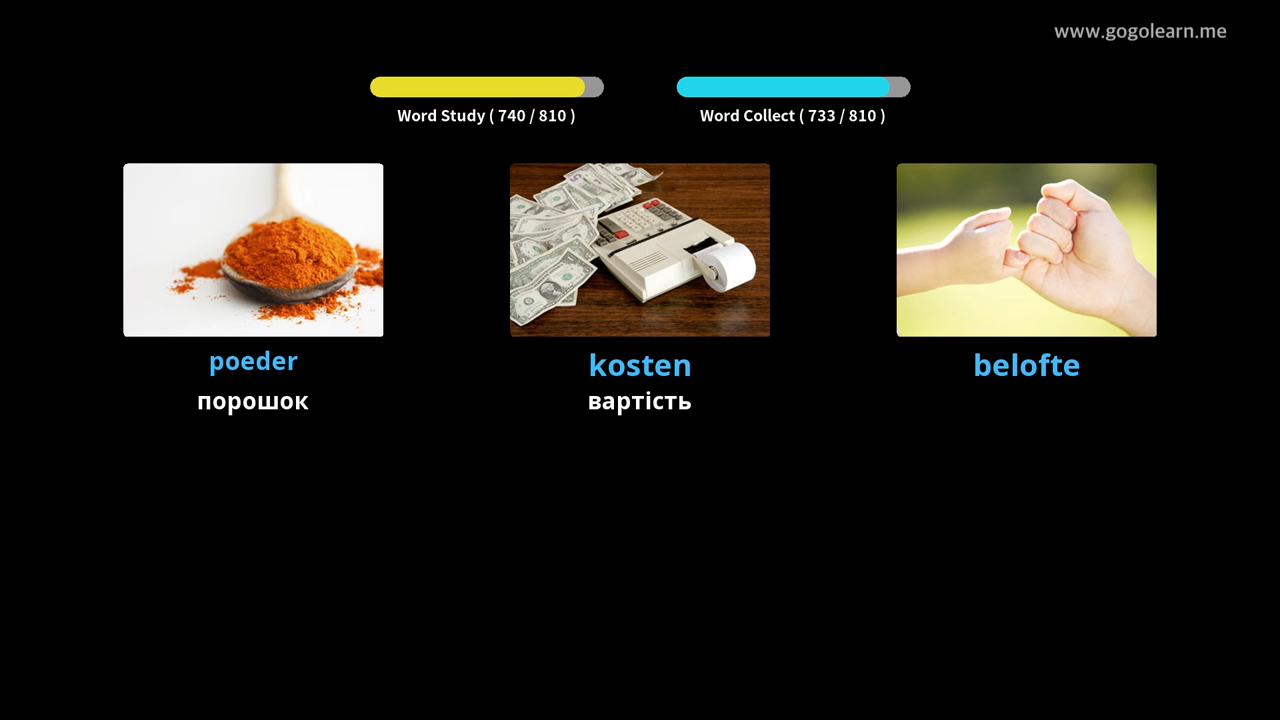 www.gogolearn.me
Word Study ( 740 / 810 )
Word Collect ( 733 / 810 )
poeder
kosten
belofte
порошок
вартість